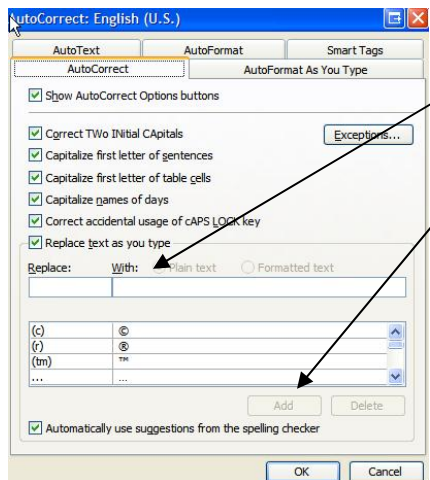 AutoCorrect: English (U.S.)
AutoText AutoFormat Smart Tags
AutoCorrect AutoFormat As You Type
Show AutoCorrect Options buttons
Correct TWo INitial CApitals Exceptions...
Capitalize first letter of sentences
Capitalize first letter of table cells
Capitalize names of days
Correct accidental usage of cAPS LOCK key
Replace text as you type
Replace: With: Plain text Formatted text
(c) ©
(r) ®
(tm) ™
... …
Add Delete
Automatically use suggestions from the spelling checker
OK Cancel